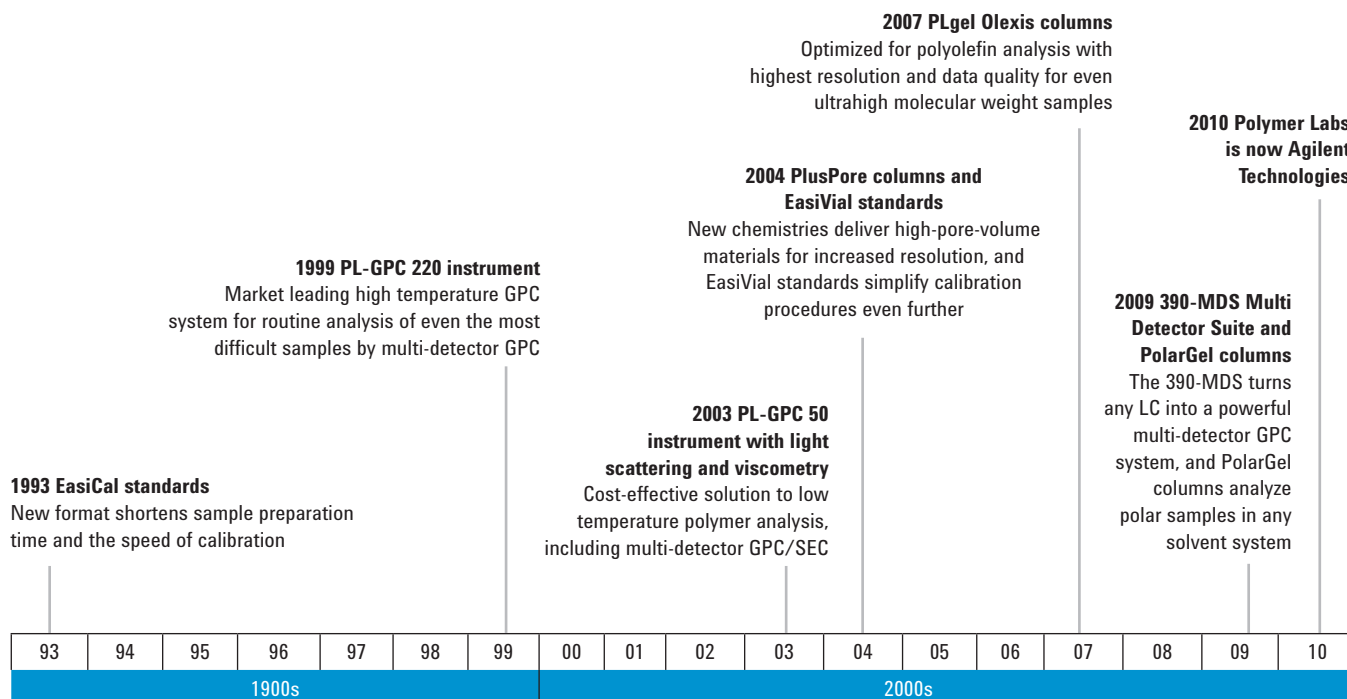 2007 PLgel Olexis columns
Optimized for polyolefin analysis with
highest resolution and data quality for even
ultrahigh molecular weight samples
2010 Polymer Labs
is now Agilent
Technologies
2004 PlusPore columns and
EasiVial standards
New chemistries deliver high-pore-volume
materials for increased resolution, and
EasiVial standards simplify calibration
procedures even further
1999 PL-GPC 220 instrument
Market leading high temperature GPC
system for routine analysis of even the most
difficult samples by multi-detector GPC
2009 390-MDS Multi
Detector Suite and
PolarGel columns
The 390-MDS turns
any LC into a powerful
multi-detector GPC
system, and PolarGel
columns analyze
polar samples in any
solvent system
2003 PL-GPC 50
instrument with light
scattering and viscometry
Cost-effective solution to low
temperature polymer analysis,
including multi-detector GPC/SEC
1993 EasiCal standards
New format shortens sample preparation
time and the speed of calibration
93 94 95 96 97 98 99 00 01 02 03 04 05 06 07 08 09 10
1900s 2000s